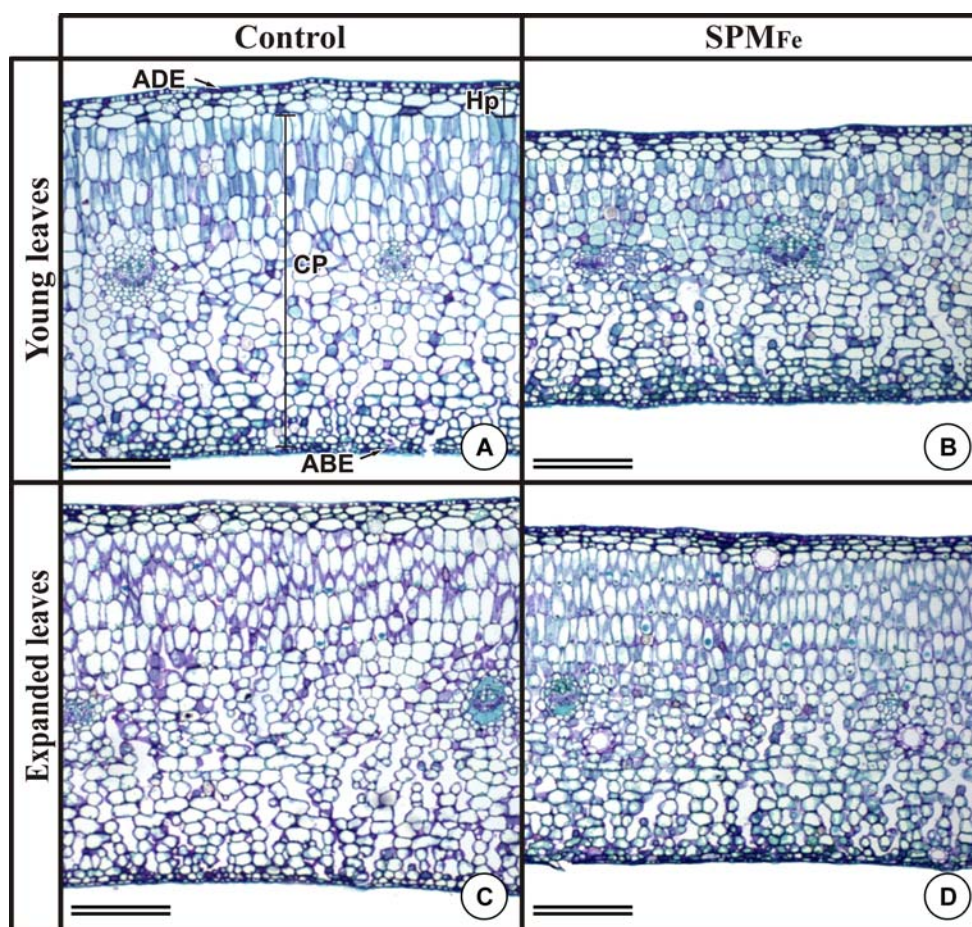 Control
SPMFe
Young leaves
ADE
Hp
CP
ABE
A
B
Expanded leaves
C
D